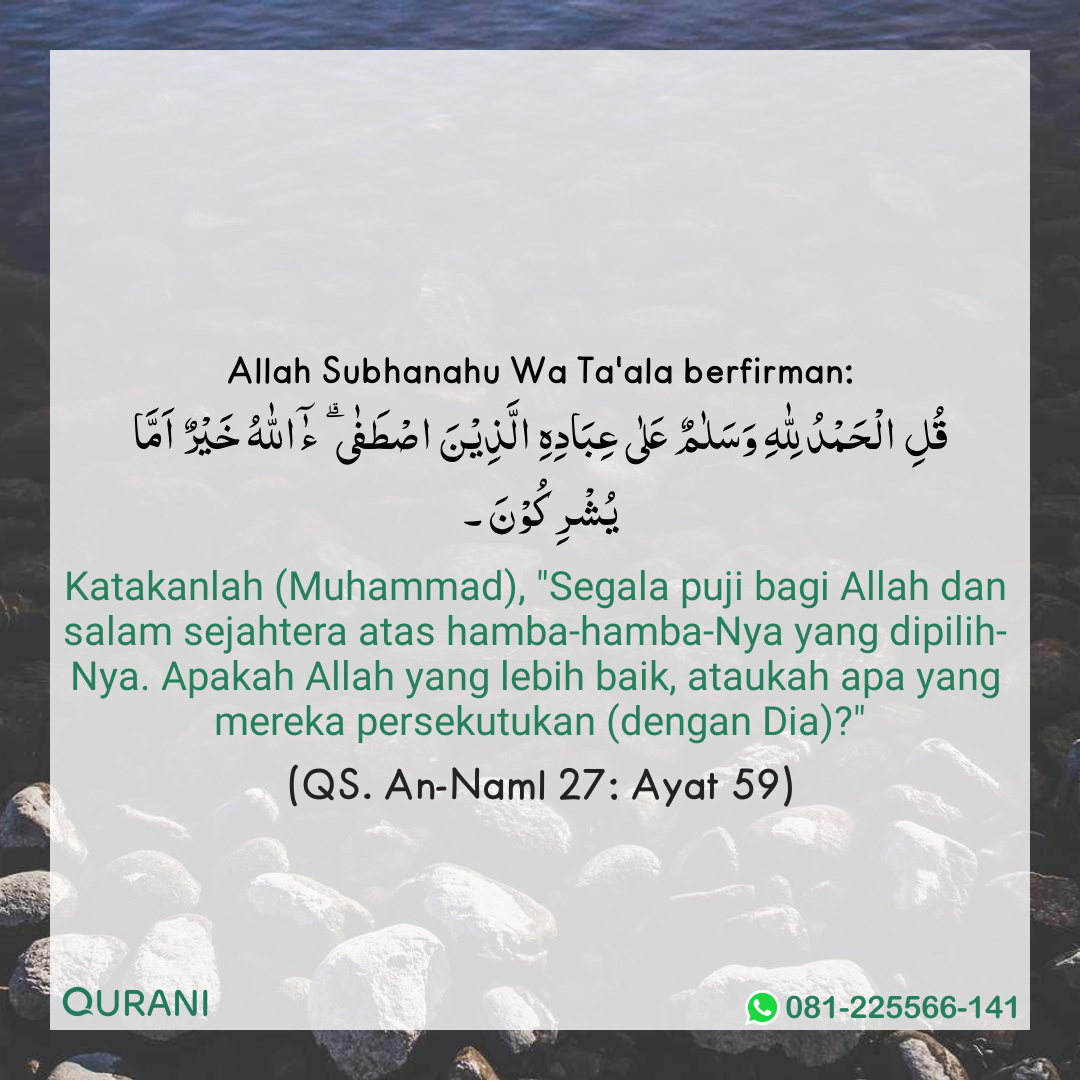 Allah Subhanahu Wa Ta'ala berfirman:
قُلِ الْحَمْدُ لِلّٰهِ وَسَلٰمٌ عَلٰى عِبَادِهِ الَّذِيْنَ اصْطَفٰىۗ ءٰۤاللّٰهُ خَيْرٌ اَمَّا
يُشْرِكُوْنَ ۔
Katakanlah (Muhammad), "Segala puji bagi Allah dan
salam sejahtera atas hamba-hamba-Nya yang dipilih-
Nya. Apakah Allah yang lebih baik, ataukah apa yang
mereka persekutukan (dengan Dia)?"
(QS. An-Naml 27: Ayat 59)
QURANI
081-225566-141